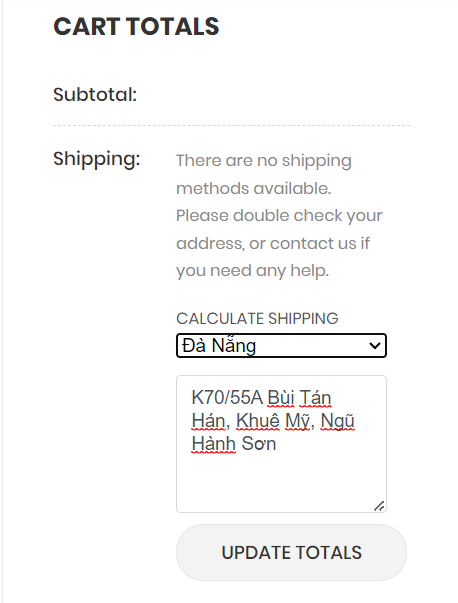 CART TOTALS
Subtotal:
Shipping:
There are no shipping
methods available.
Please double check your
address, or contact us if
you need any help.
CALCULATE SHIPPING
Đà Nẵng
K70/55A Bùi Tán
Hán, Khuê Mỹ, Ngũ
Hành Sơn
UPDATE TOTALS